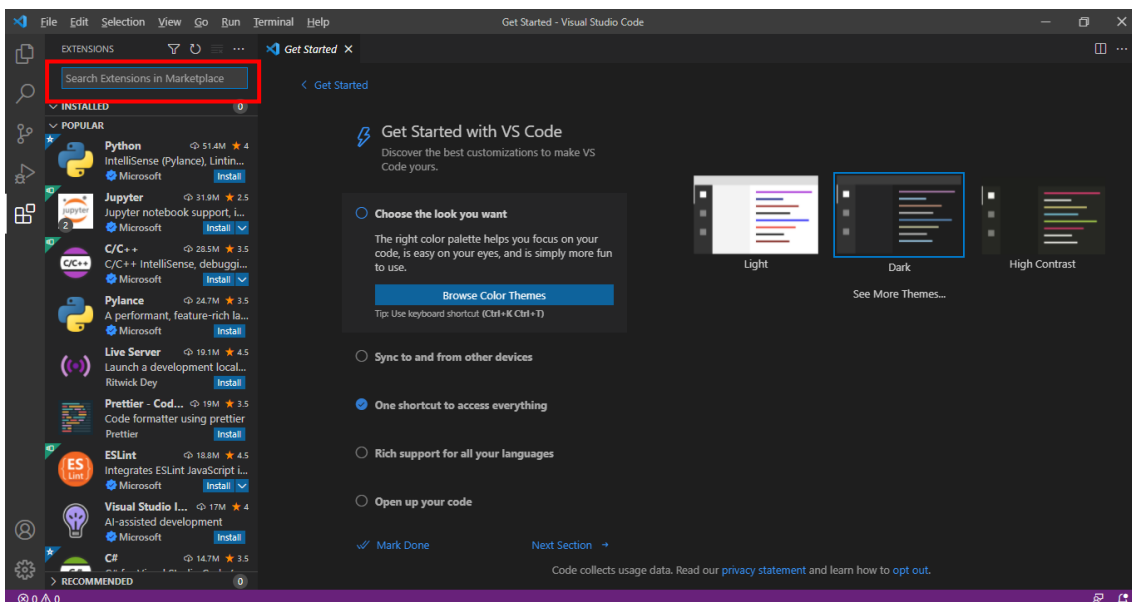 File Edit Selection View Go Run Terminal Help
Get Started - Visual Studio Code
EXTENSIONS
Search Extensions in Marketplace
INSTALLED 0
POPULAR
Python 51.4M ★ 4
IntelliSense (Pylance), Lintin...
Microsoft Install
Jupyter 31.9M ★ 2.5
Jupyter notebook support, i...
Microsoft Install
jupyter
2
C/C++ 28.5M ★ 3.5
C/C++ IntelliSense, debuggi...
Microsoft Install
C/C++
Pylance 24.7M ★ 3.5
A performant, feature-rich la...
Microsoft Install
Live Server 19.1M ★ 4.5
Launch a development local...
Ritwick Dey Install
Prettier - Cod... 19M ★ 3.5
Code formatter using prettier
Prettier Install
ESLint 18.8M ★ 4.5
Integrates ESLint JavaScript i...
Microsoft Install
ES
Lint
Visual Studio I... 17M ★ 4
AI-assisted development
Microsoft Install
C# 14.7M ★ 3.5
RECOMMENDED 0
0 0
Get Started
Get Started
Get Started with VS Code
Discover the best customizations to make VS
Code yours.
Choose the look you want
The right color palette helps you focus on your
code, is easy on your eyes, and is simply more fun
to use.
Browse Color Themes
Tip: Use keyboard shortcut (Ctrl+K Ctrl+T)
Sync to and from other devices
One shortcut to access everything
Rich support for all your languages
Open up your code
Mark Done
Next Section →
Light
Dark
High Contrast
See More Themes...
Code collects usage data. Read our privacy statement and learn how to opt out.